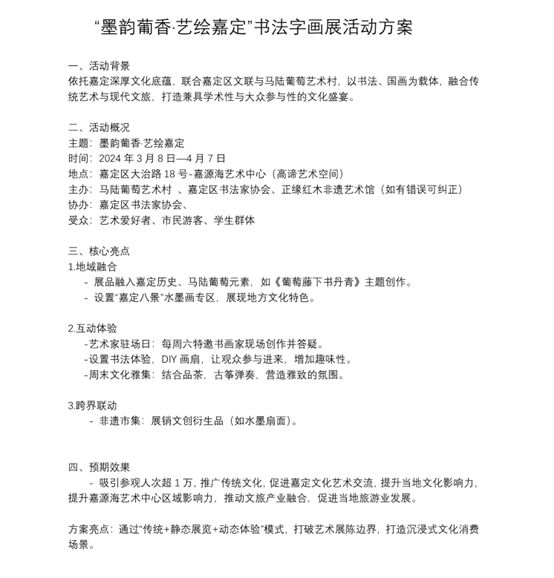 “墨韵葡香·艺绘嘉定”书法字画展活动方案
一、活动背景
依托嘉定深厚文化底蕴，联合嘉定区文联与马陆葡萄艺术村，以书法、国画为载体，融合传
统艺术与现代文旅，打造兼具学术性与大众参与性的文化盛宴。
二、活动概况
主题：墨韵葡香·艺绘嘉定
时间：2024 年 3 月 8 日—4 月 7 日
地点：嘉定区大治路 18 号-嘉源海艺术中心（高谛艺术空间）
主办：马陆葡萄艺术村 、嘉定区书法家协会、正缘红木非遗艺术馆（如有错误可纠正）
协办：嘉定区书法家协会、
受众：艺术爱好者、市民游客、学生群体
三、核心亮点
1.地域融合
- 展品融入嘉定历史、马陆葡萄元素，如《葡萄藤下书丹青》主题创作。
- 设置“嘉定八景”水墨画专区，展现地方文化特色。
2.互动体验
-艺术家驻场日：每周六特邀书画家现场创作并答疑。
-设置书法体验，DIY 画扇，让观众参与进来，增加趣味性。
-周末文化雅集：结合品茶，古筝弹奏，营造雅致的氛围。
3.跨界联动
- 非遗市集：展销文创衍生品（如水墨扇面）。
四、预期效果
- 吸引参观人次超 1 万，推广传统文化，促进嘉定文化艺术交流，提升当地文化影响力，
提升嘉源海艺术中心区域影响力，推动文旅产业融合，促进当地旅游业发展。
方案亮点：通过“传统+静态展览+动态体验”模式，打破艺术展陈边界，打造沉浸式文化消费
场景。